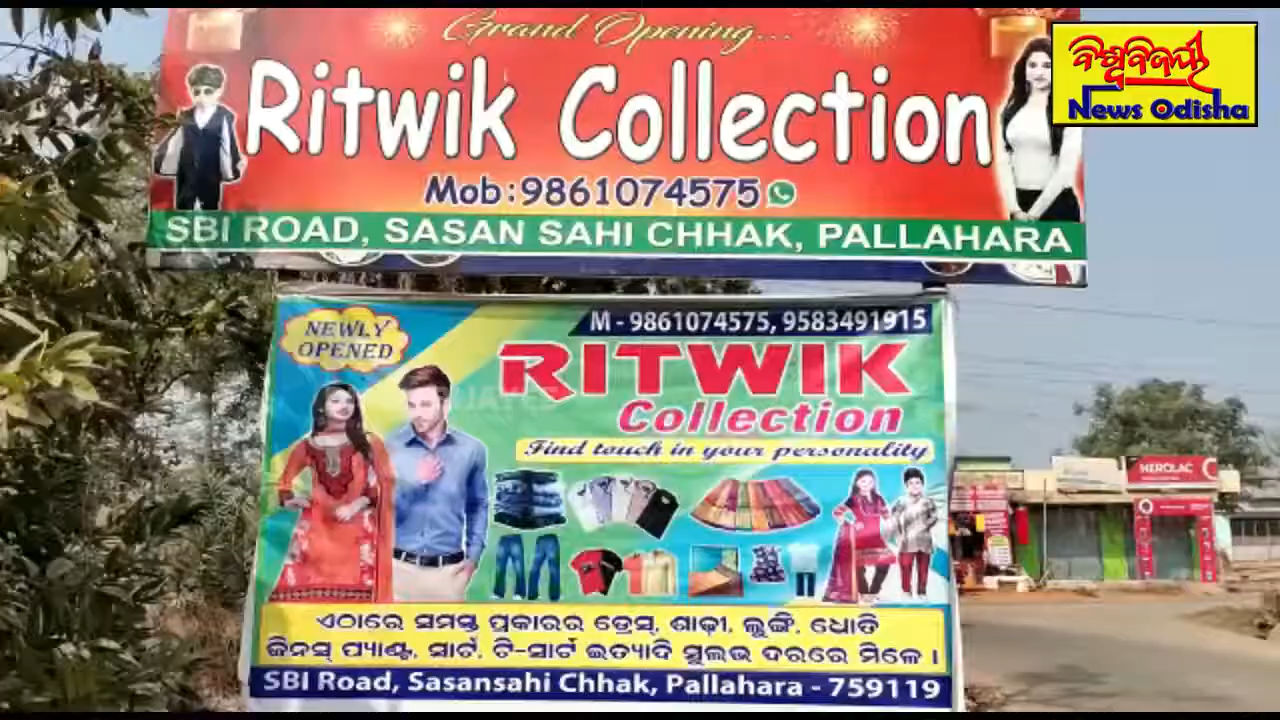 Grand Opening...
Ritwik Collection
Mob:9861074575
SBI ROAD, SASAN SAHI CHHAK, PALLAHARA
ବିଶ୍ୱବିଜୟୀ
News Odisha
M - 9861074575, 9583491915
NEWLY
OPENED
RITWIK
Collection
Find touch in your personality
NEROLAC
ଏଠାରେ ସମସ୍ତ ପ୍ରକାରର ଡ୍ରେସ୍, ଶାଢ଼ୀ, ଲୁଙ୍ଗି, ଧୋତି
ଜିନସ୍ ପ୍ୟାଣ୍ଟ, ସାର୍ଟ, ଟି-ସାର୍ଟ ଇତ୍ୟାଦି ସୁଲଭ ଦରରେ ମିଳେ ।
SBI Road, Sasansahi Chhak, Pallahara - 759119